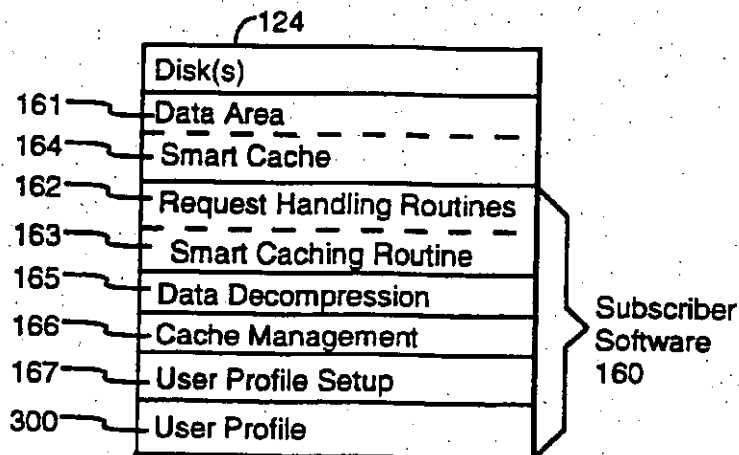 124
Disk(s)
161 Data Area
164 Smart Cache
162 Request Handling Routines
163 Smart Caching Routine
165 Data Decompression
166 Cache Management
167 User Profile Setup
300 User Profile
Subscriber
Software
160